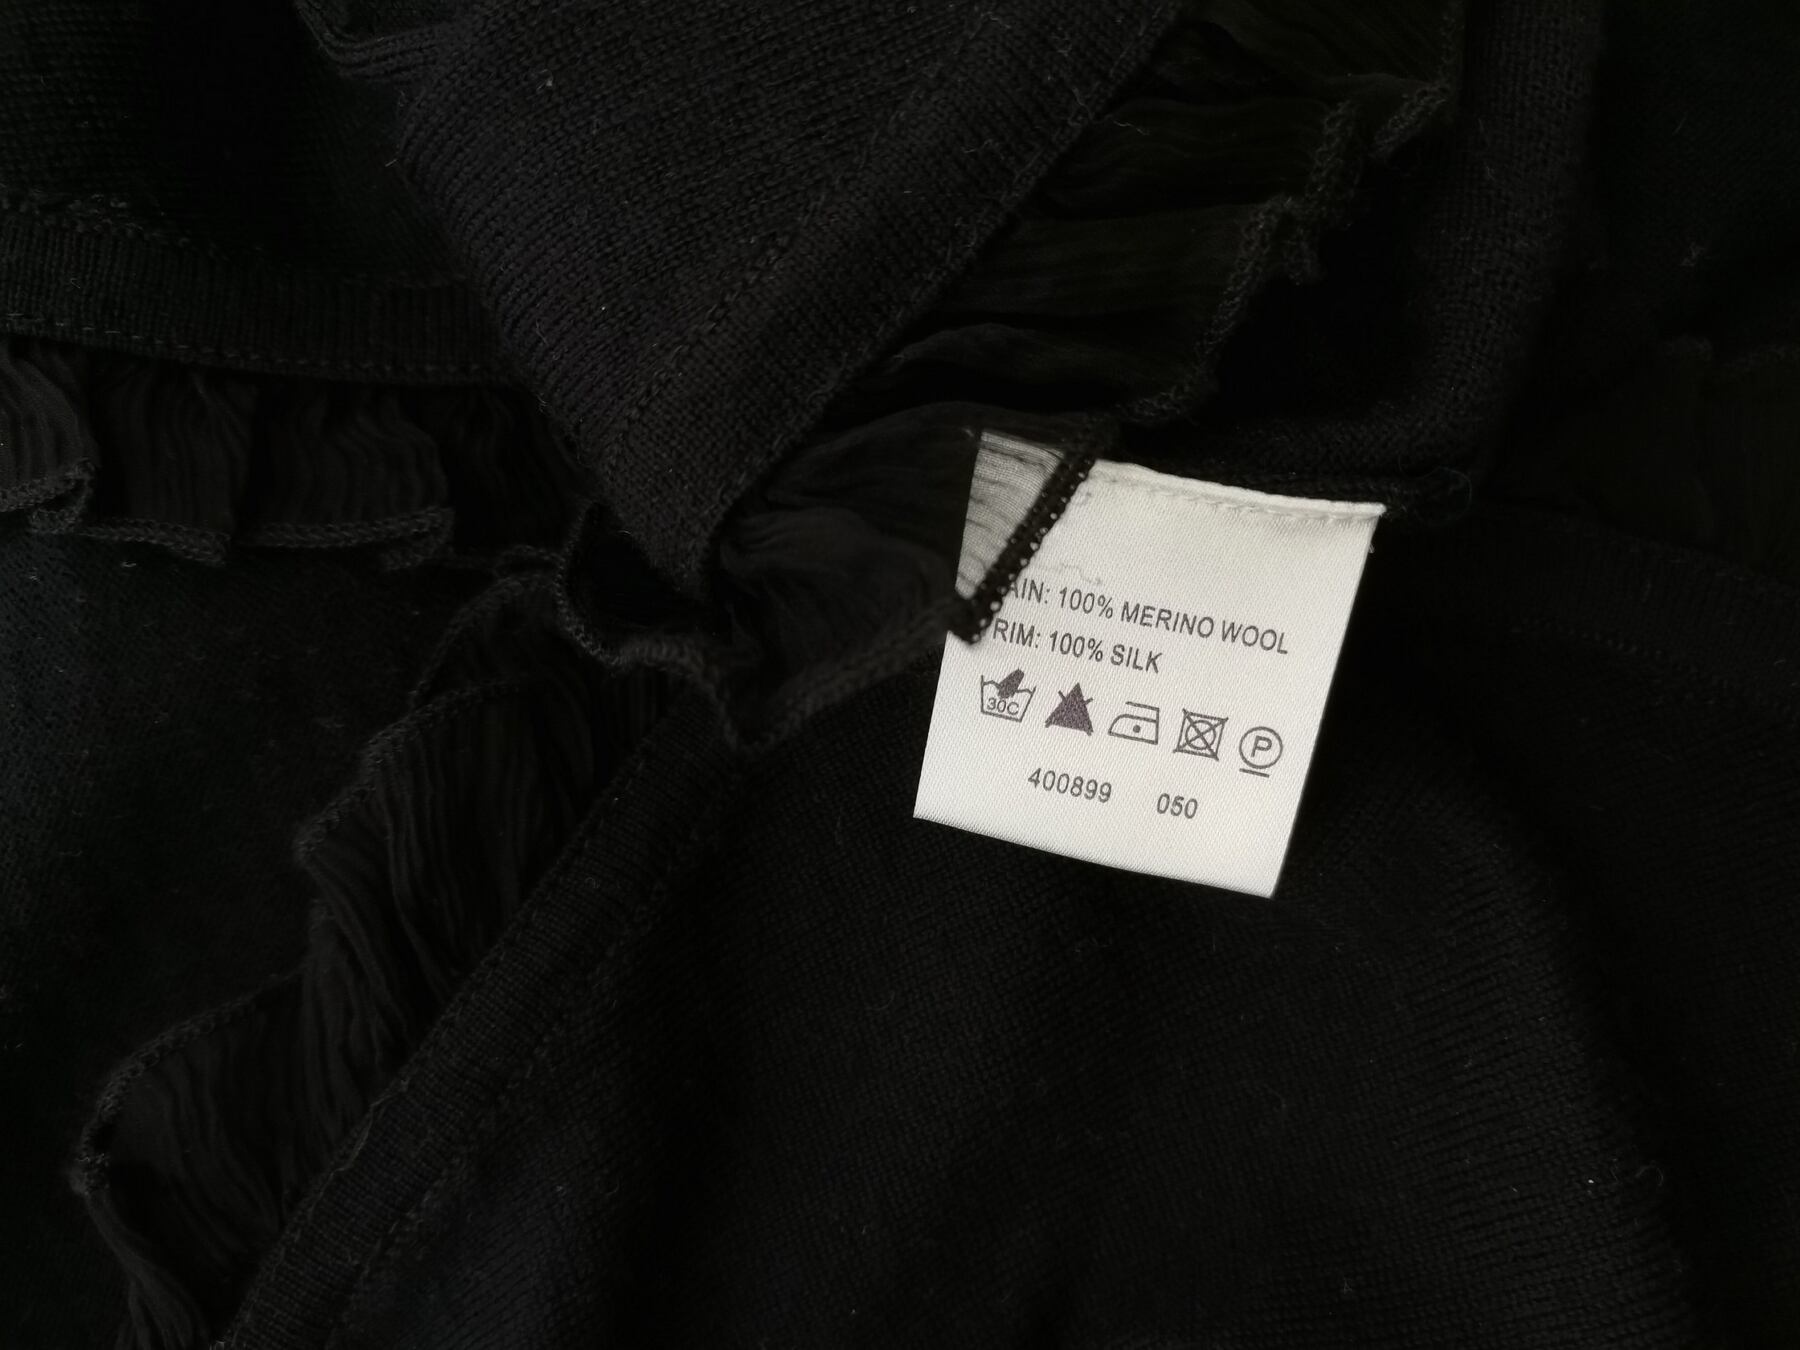 AIN: 100% MERINO WOOL
RIM: 100% SILK
30C
P
400899 050